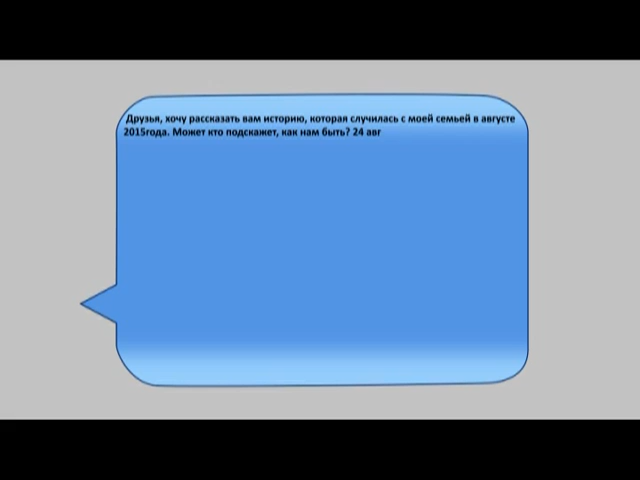 Друзья, хочу рассказать вам историю, которая случилась с моей семьей в августе
2015года. Может кто подскажет, как нам быть? 24 авг